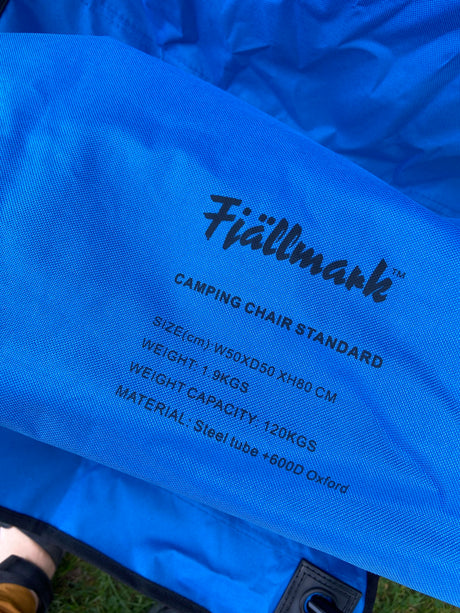 Fjällmark™
CAMPING CHAIR STANDARD
SIZE(cm):W50XD50 XH80 CM
WEIGHT: 1.9KGS
WEIGHT CAPACITY: 120KGS
MATERIAL: Steel tube +600D Oxford